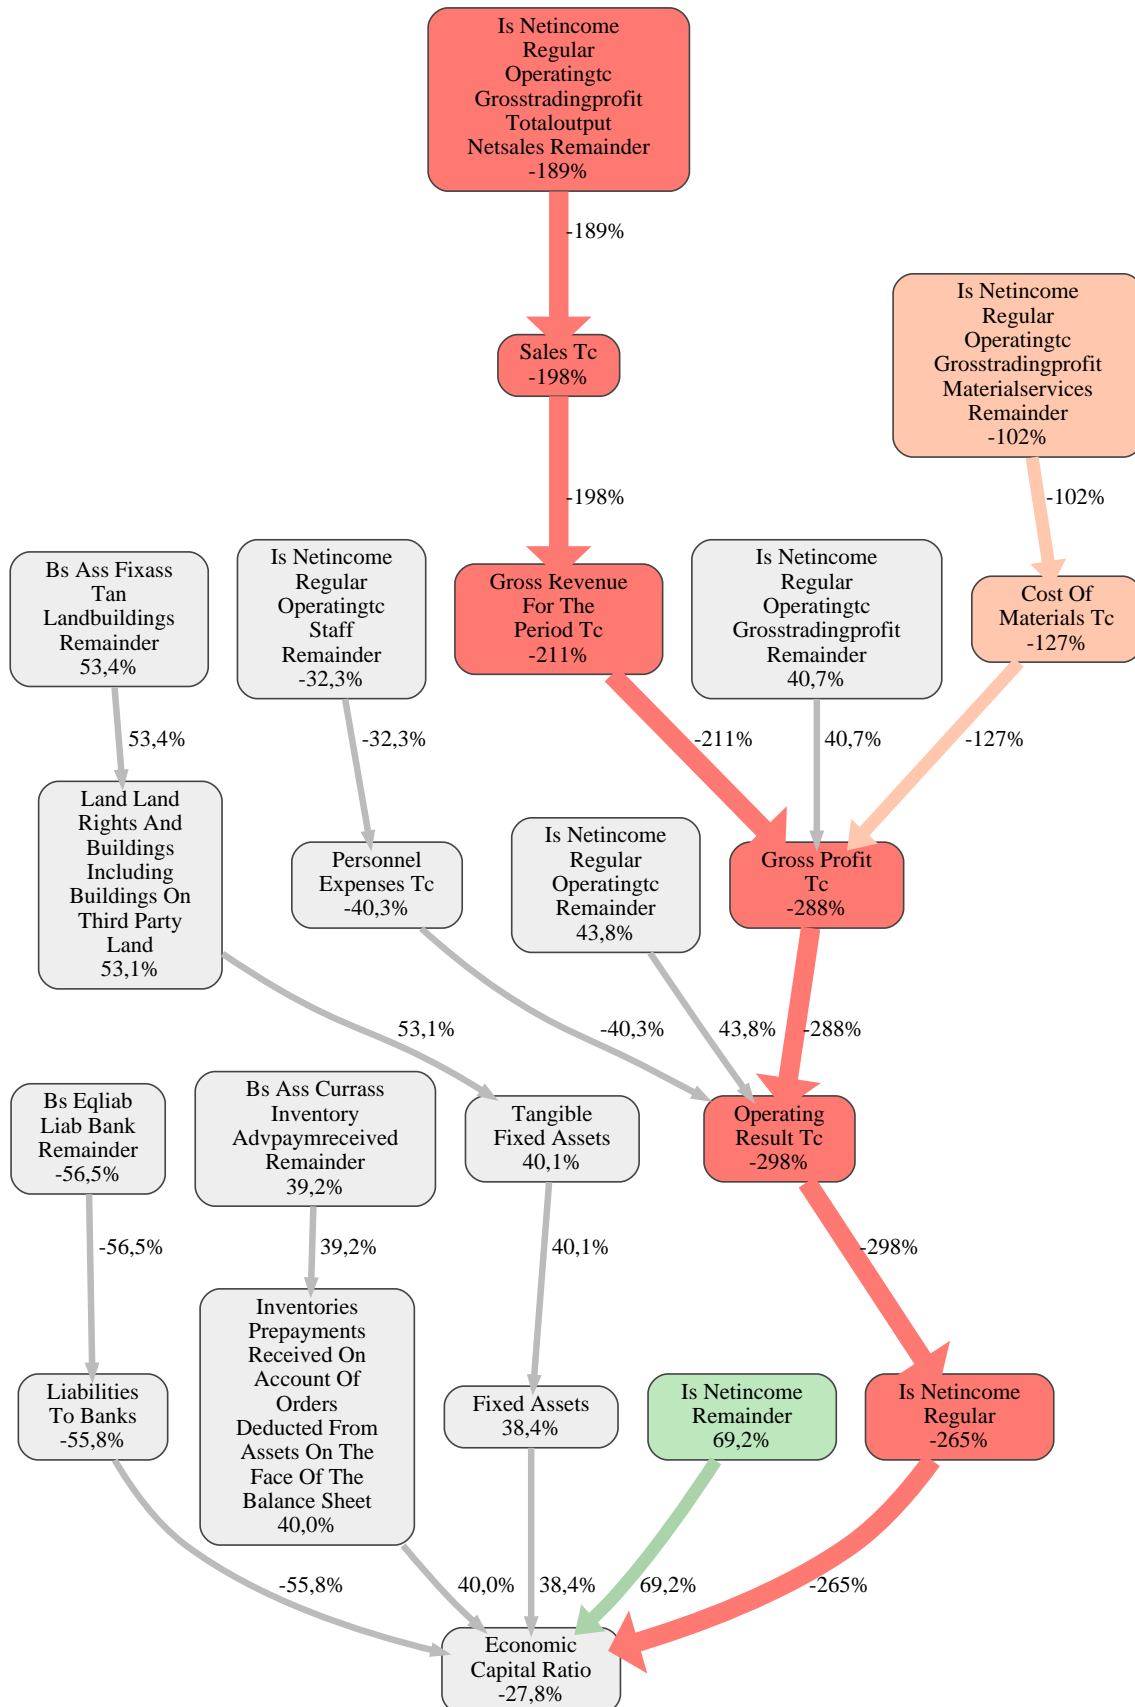 Is Netincome
Regular
Operatingtc
Grosstradingprofit
Totaloutput
Netsales Remainder
-189%
-189%
Is Netincome
Regular
Operatingtc
Grosstradingprofit
Materialservices
Remainder
-102%
Sales Tc
-198%
-198%
-102%
Bs Ass Fixass
Tan
Landbuildings
Remainder
53,4%
Is Netincome
Regular
Operatingtc
Staff
Remainder
-32,3%
Gross Revenue
For The
Period Tc
-211%
Is Netincome
Regular
Operatingtc
Grosstradingprofit
Remainder
40,7%
Cost Of
Materials Tc
-127%
53,4%
-32,3%
-211%
40,7%
-127%
Land Land
Rights And
Buildings
Including
Buildings On
Third Party
Land
53,1%
Personnel
Expenses Tc
-40,3%
Is Netincome
Regular
Operatingtc
Remainder
43,8%
Gross Profit
Tc
-288%
53,1%
-40,3%
43,8%
-288%
Bs Eqliab
Liab Bank
Remainder
-56,5%
Bs Ass Currass
Inventory
Advpaymreceived
Remainder
39,2%
Tangible
Fixed Assets
40,1%
Operating
Result Tc
-298%
-56,5%
39,2%
40,1%
-298%
Liabilities
To Banks
-55,8%
Inventories
Prepayments
Received On
Account Of
Orders
Deducted From
Assets On The
Face Of The
Balance Sheet
40,0%
Fixed Assets
38,4%
Is Netincome
Remainder
69,2%
Is Netincome
Regular
-265%
-55,8%
40,0%
38,4%
69,2%
-265%
Economic
Capital Ratio
-27,8%